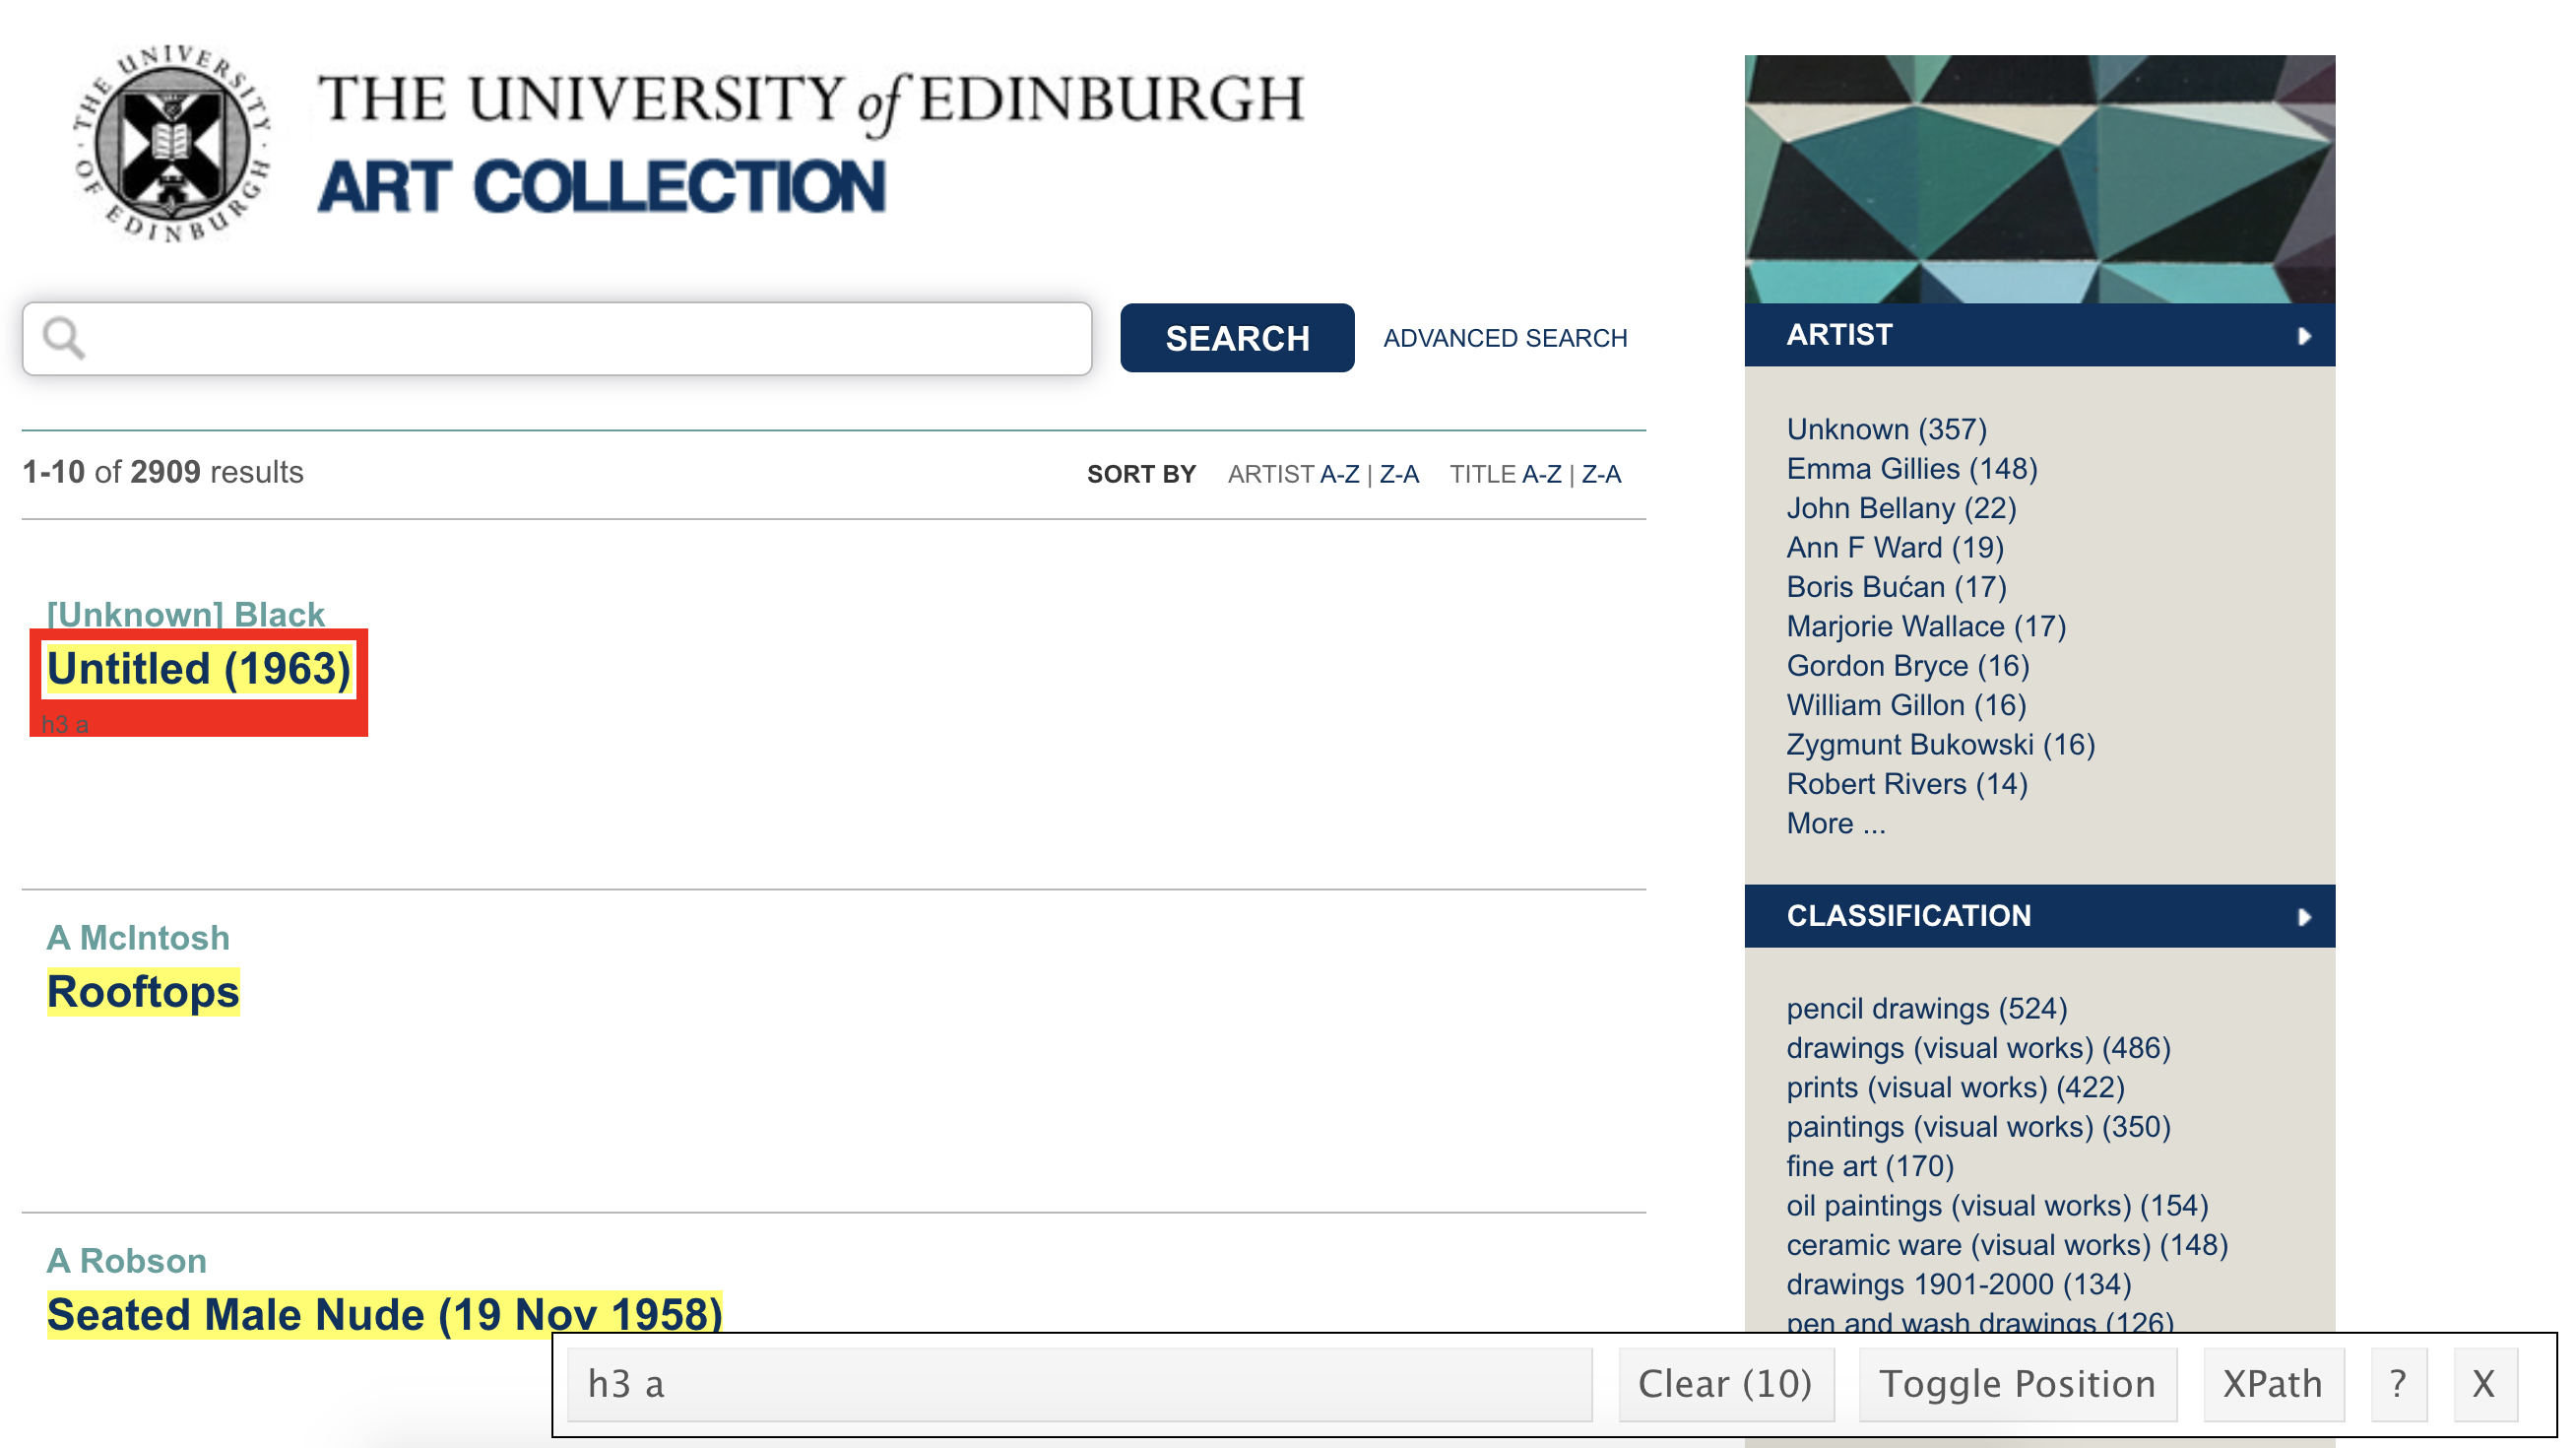 THE UNIVERSITY OF EDINBURGH
THE UNIVERSITY of EDINBURGH
ART COLLECTION
SEARCH ADVANCED SEARCH
1-10 of 2909 results SORT BY ARTIST A-Z | Z-A TITLE A-Z | Z-A
[Unknown] Black
Untitled (1963)
h3 a
A McIntosh
Rooftops
A Robson
Seated Male Nude (19 Nov 1958)
ARTIST
Unknown (357)
Emma Gillies (148)
John Bellany (22)
Ann F Ward (19)
Boris Bućan (17)
Marjorie Wallace (17)
Gordon Bryce (16)
William Gillon (16)
Zygmunt Bukowski (16)
Robert Rivers (14)
More ...
CLASSIFICATION
pencil drawings (524)
drawings (visual works) (486)
prints (visual works) (422)
paintings (visual works) (350)
fine art (170)
oil paintings (visual works) (154)
ceramic ware (visual works) (148)
drawings 1901-2000 (134)
pen and wash drawings (126)
h3 a Clear (10) Toggle Position XPath ? X